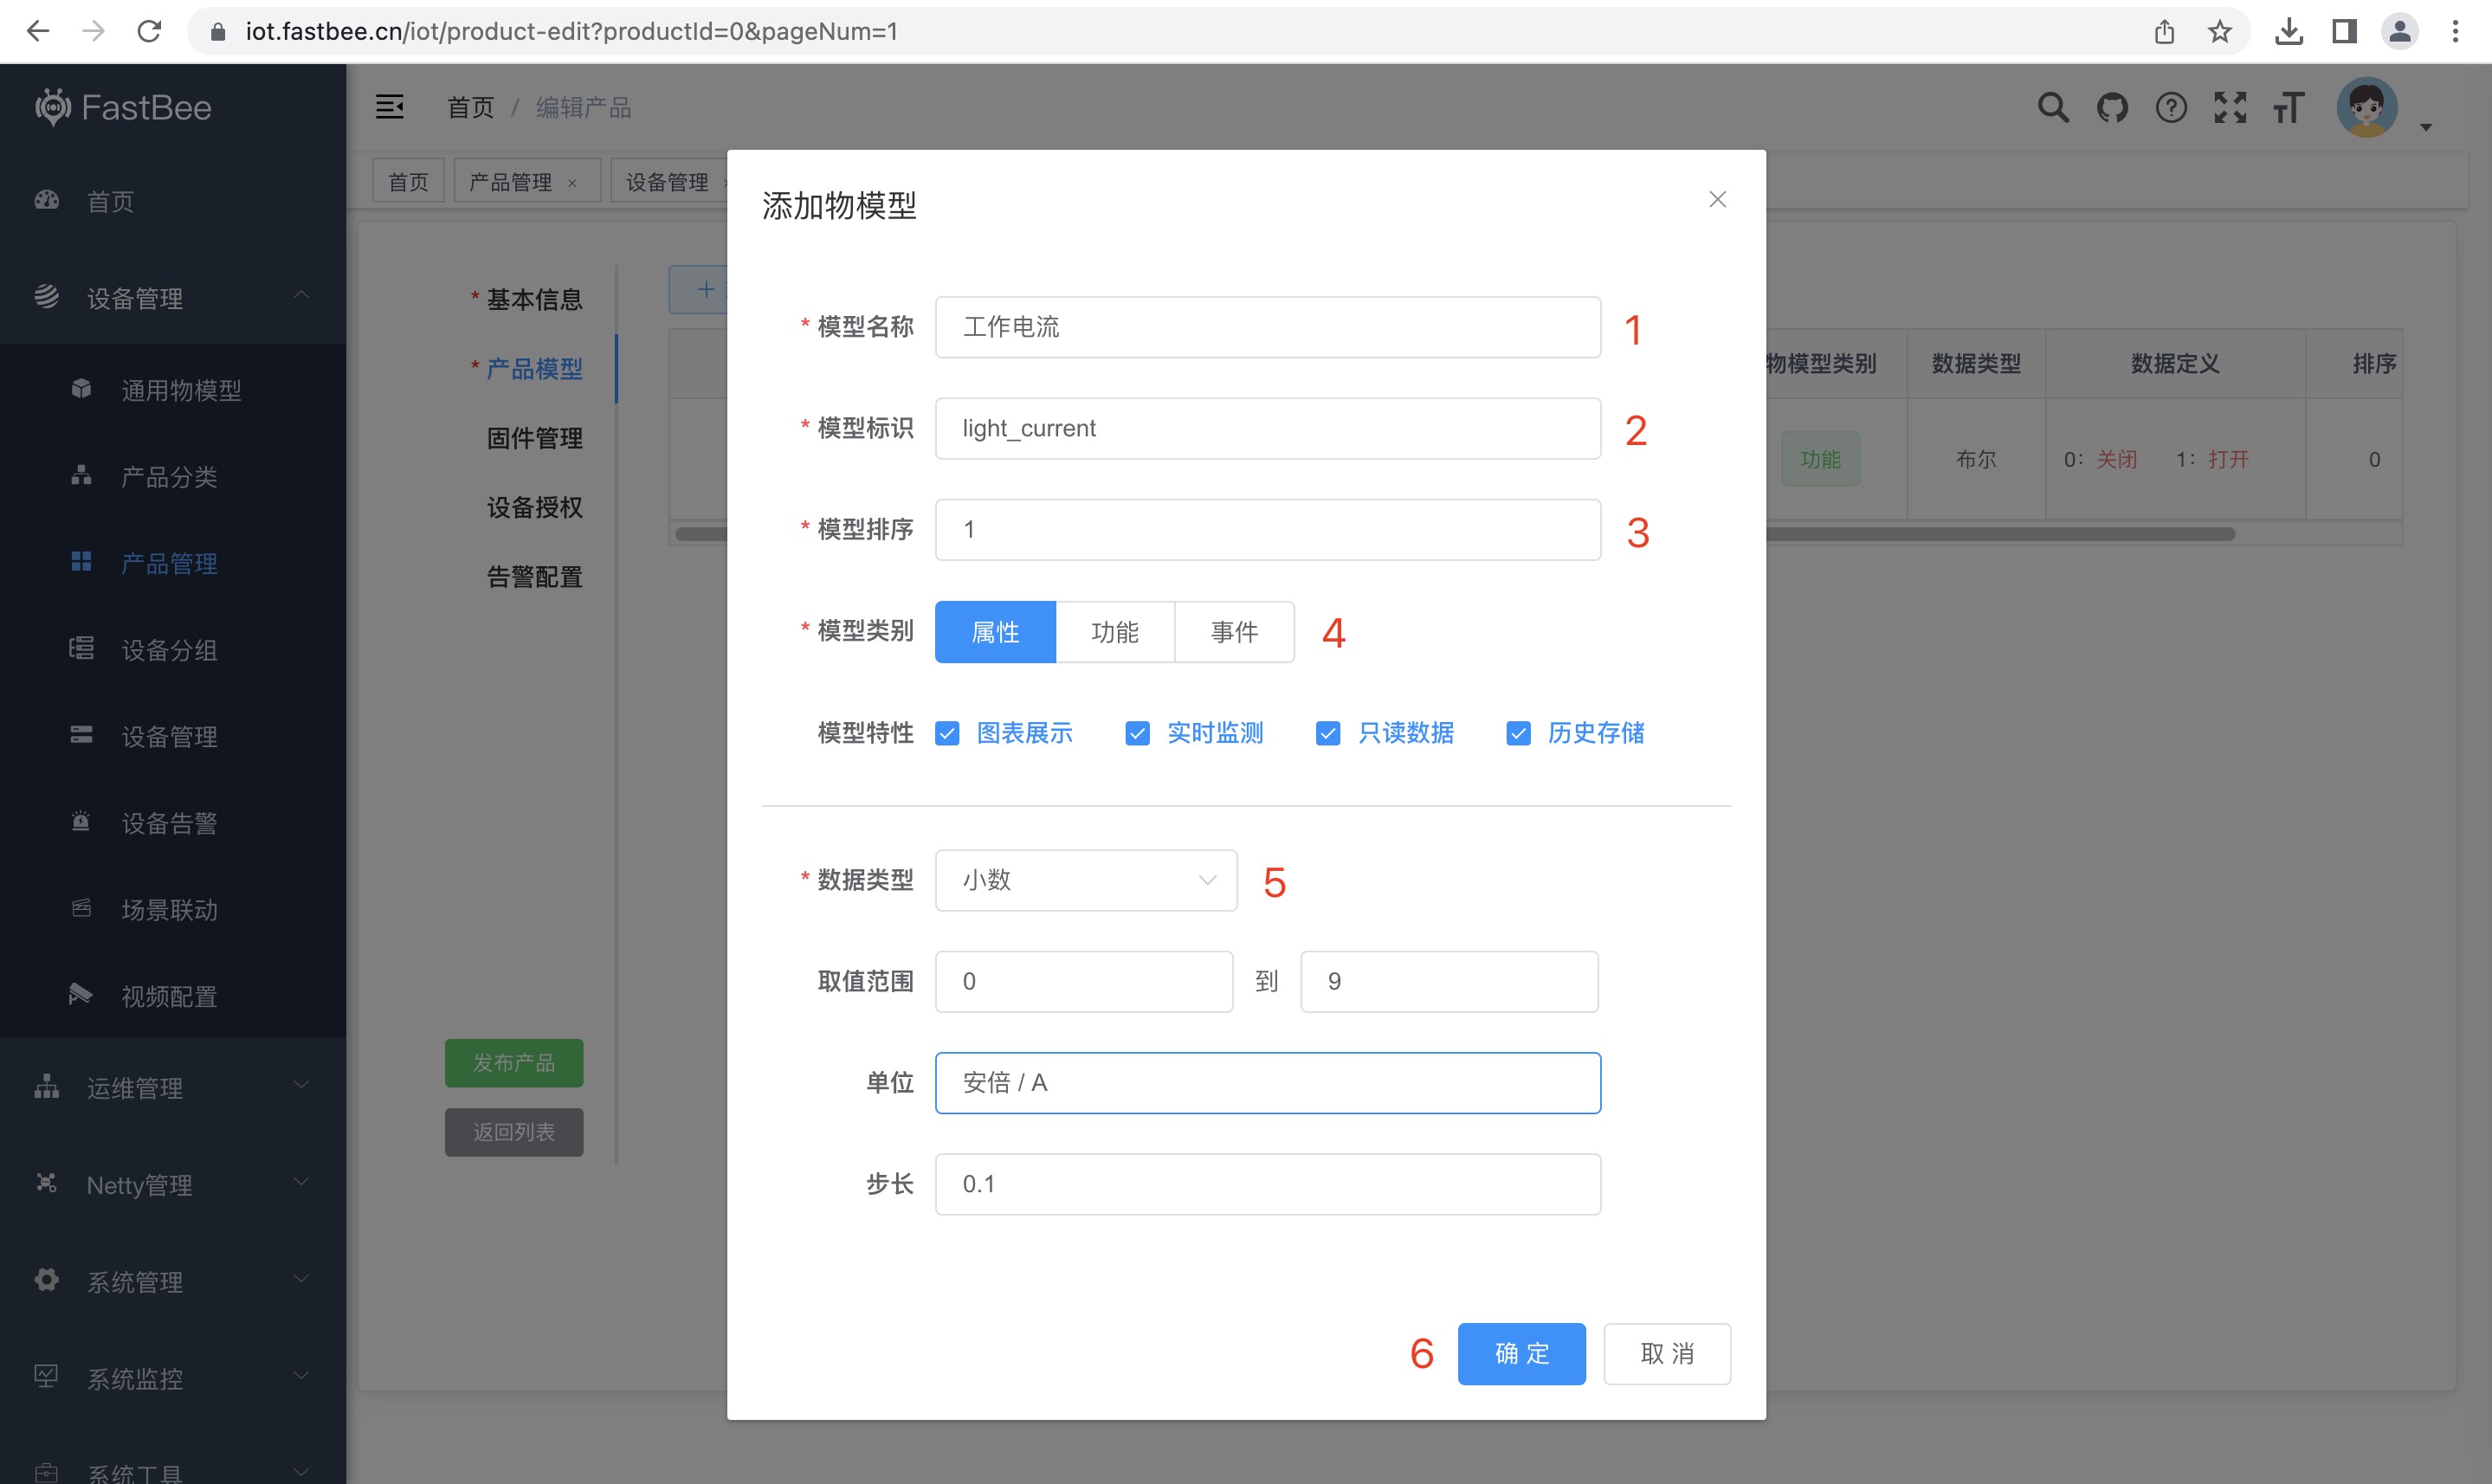 iot.fastbee.cn/iot/product-edit?productId=0&pageNum=1
FastBee
首页
设备管理
通用物模型
产品分类
产品管理
设备分组
设备管理
设备告警
场景联动
视频配置
运维管理
Netty管理
系统管理
系统监控
系统工具
首页 / 编辑产品
首页
产品管理 ×
设备管理
* 基本信息
* 产品模型
固件管理
设备授权
告警配置
发布产品
返回列表
物模型类别 数据类型 数据定义 排序
功能 布尔 0：关闭 1：打开 0
添加物模型
* 模型名称 工作电流 1
* 模型标识 light_current 2
* 模型排序 1 3
* 模型类别 属性 功能 事件 4
模型特性 图表展示 实时监测 只读数据 历史存储
* 数据类型 小数 5
取值范围 0 到 9
单位 安倍 / A
步长 0.1
6 确 定 取 消